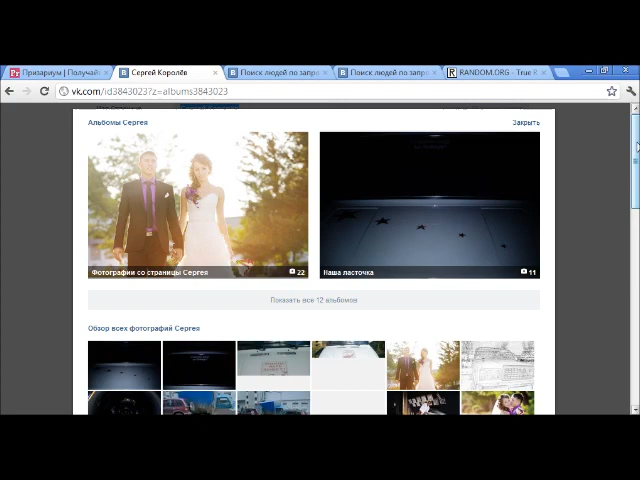 Призариум | Получай
Сергей Королёв
Поиск людей по запро
Поиск людей по запро
RANDOM.ORG - True R
vk.com/id3843023?z=albums3843023
Альбомы Сергея
Закрыть
Фотографии со страницы Сергея
22
Наша ласточка
11
Показать все 12 альбомов
Обзор всех фотографий Сергея